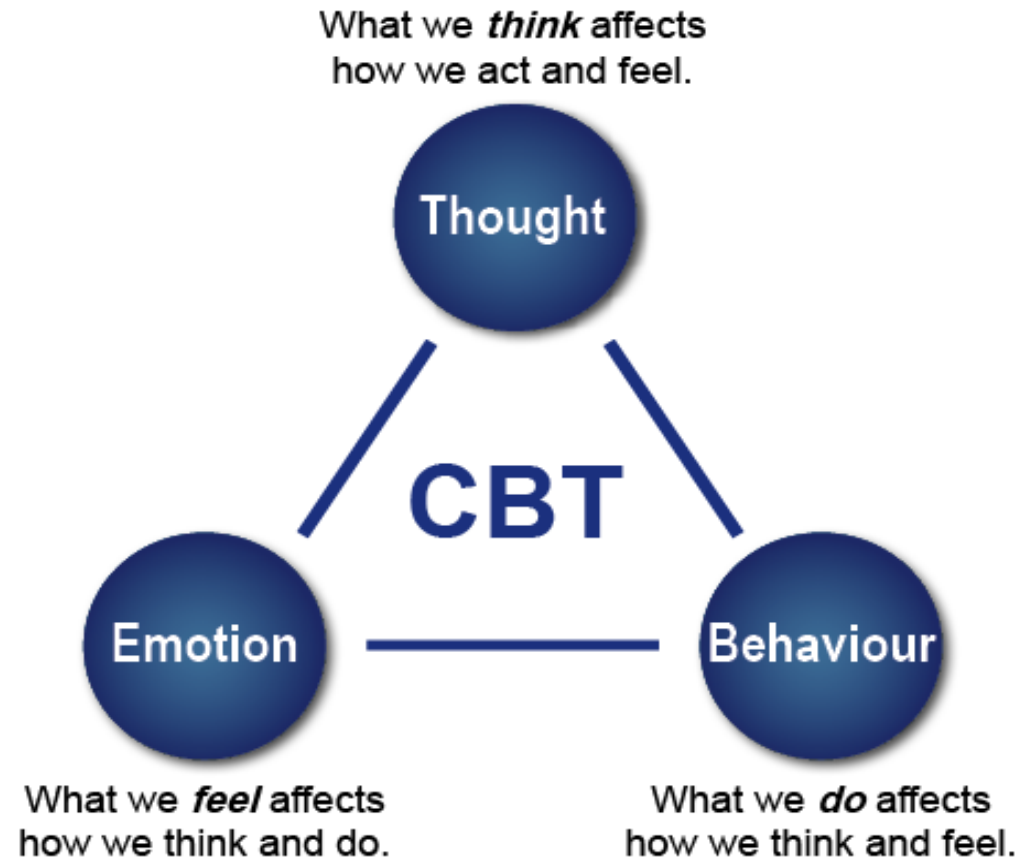 What we think affects
how we act and feel.
Thought
CBT
Emotion
Behaviour
What we feel affects
how we think and do.
What we do affects
how we think and feel.